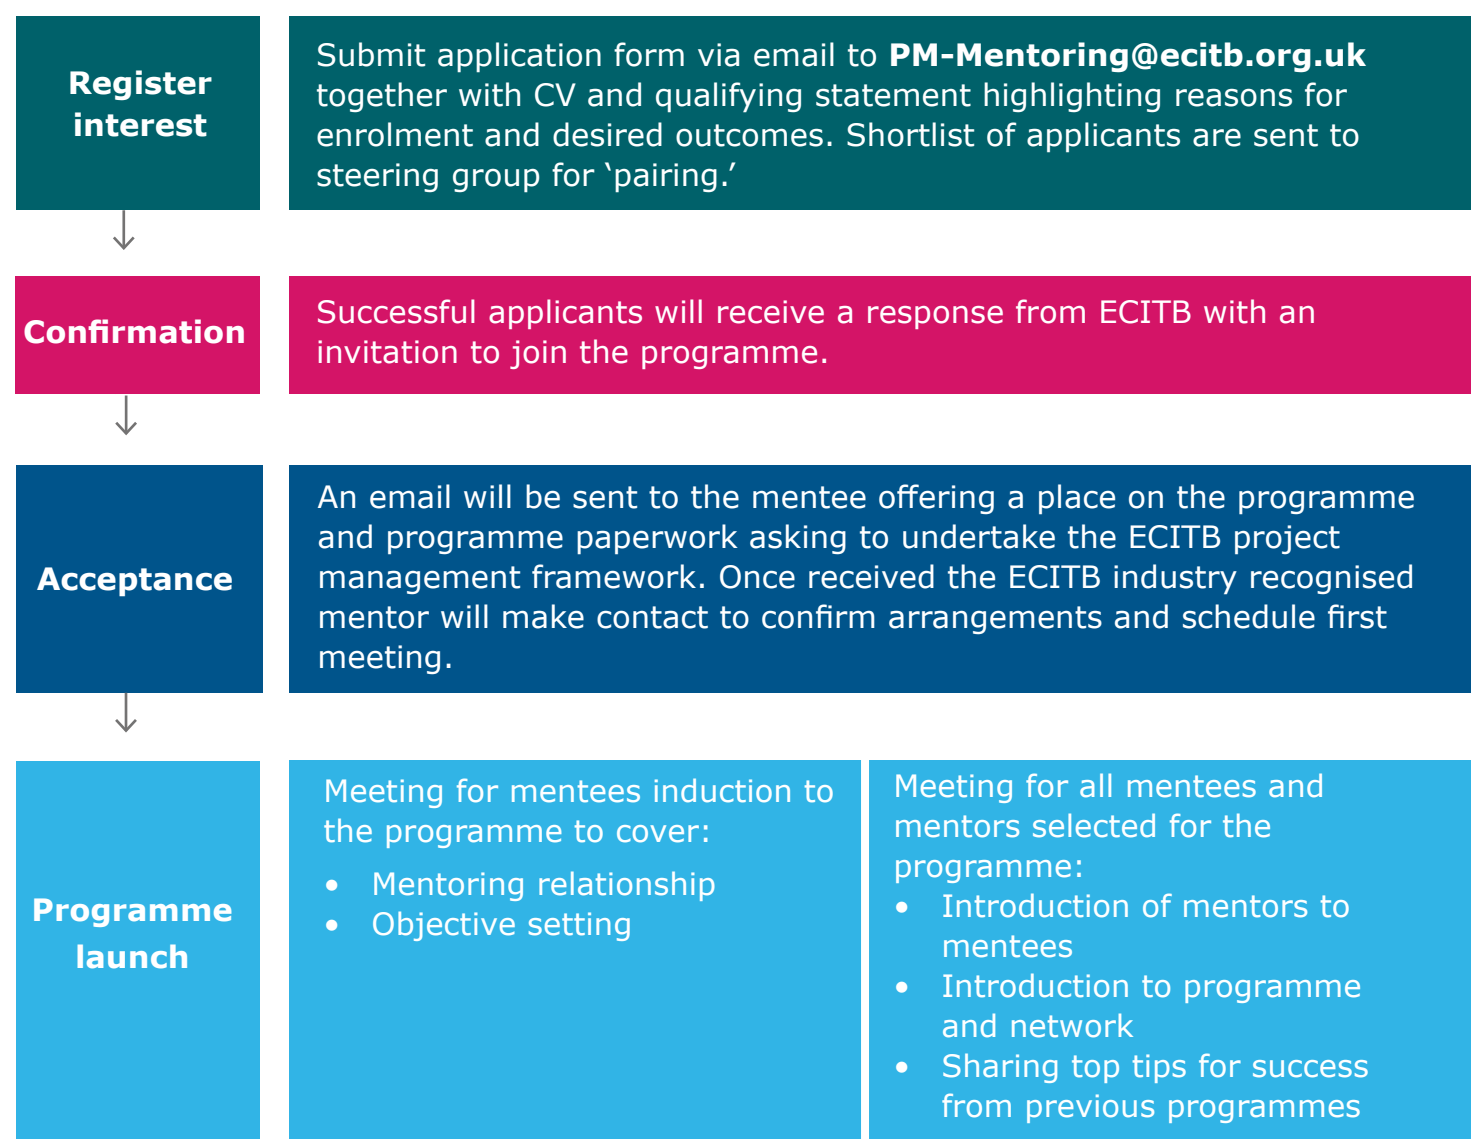 Register
interest
Submit application form via email to PM-Mentoring@ecitb.org.uk
together with CV and qualifying statement highlighting reasons for
enrolment and desired outcomes. Shortlist of applicants are sent to
steering group for ‘pairing.’
Confirmation
Successful applicants will receive a response from ECITB with an
invitation to join the programme.
Acceptance
An email will be sent to the mentee offering a place on the programme
and programme paperwork asking to undertake the ECITB project
management framework. Once received the ECITB industry recognised
mentor will make contact to confirm arrangements and schedule first
meeting.
Programme
launch
Meeting for mentees induction to
the programme to cover:
• Mentoring relationship
• Objective setting
Meeting for all mentees and
mentors selected for the
programme:
• Introduction of mentors to
mentees
• Introduction to programme
and network
• Sharing top tips for success
from previous programmes